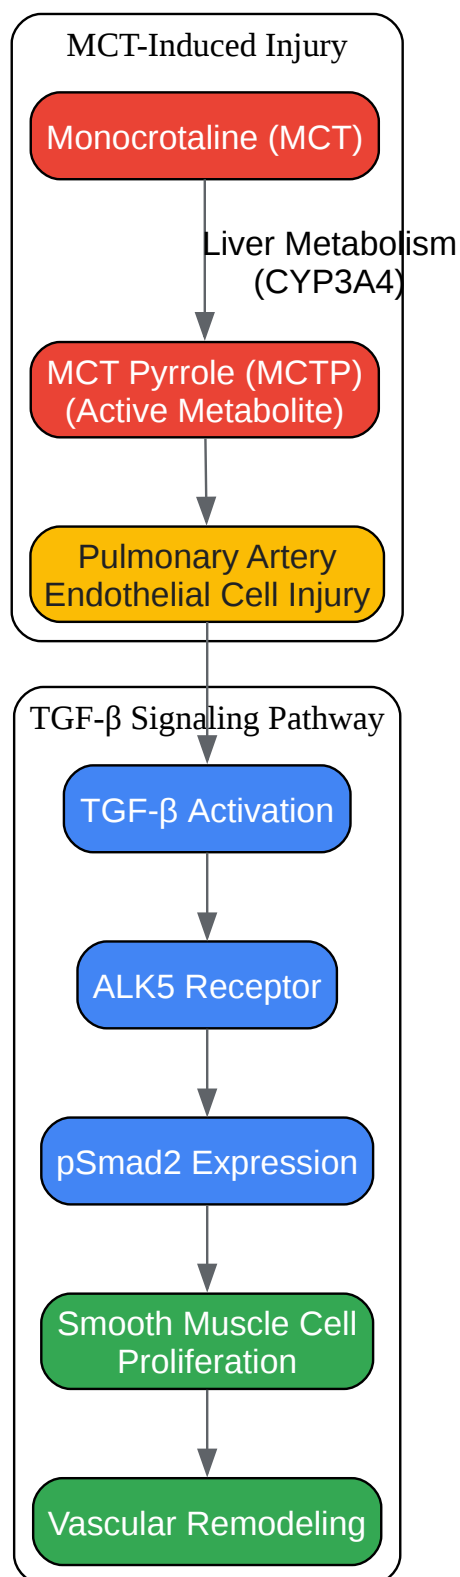 MCT-Induced Injury
Monocrotaline (MCT)
Liver Metabolism
(CYP3A4)
MCT Pyrrole (MCTP)
(Active Metabolite)
Pulmonary Artery
Endothelial Cell Injury
TGF-β Signaling Pathway
TGF-β Activation
ALK5 Receptor
pSmad2 Expression
Smooth Muscle Cell
Proliferation
Vascular Remodeling